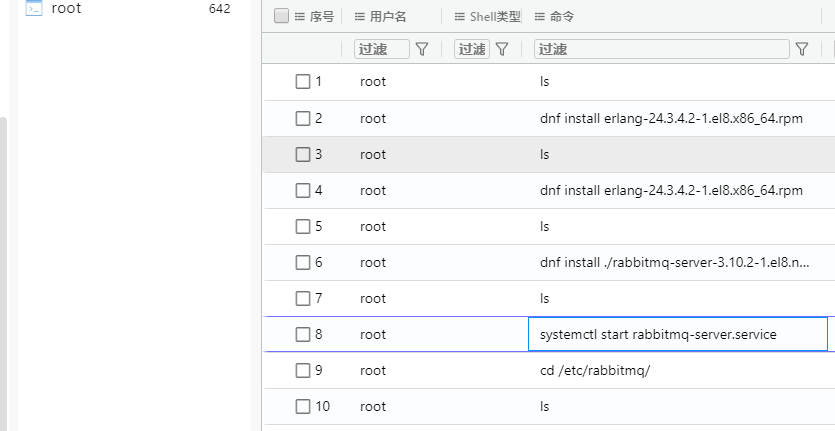 root 642
序号 用户名 Shell类型 命令
过滤 过滤 过滤
1 root ls
2 root dnf install erlang-24.3.4.2-1.el8.x86_64.rpm
3 root ls
4 root dnf install erlang-24.3.4.2-1.el8.x86_64.rpm
5 root ls
6 root dnf install ./rabbitmq-server-3.10.2-1.el8.n...
7 root ls
8 root systemctl start rabbitmq-server.service
9 root cd /etc/rabbitmq/
10 root ls